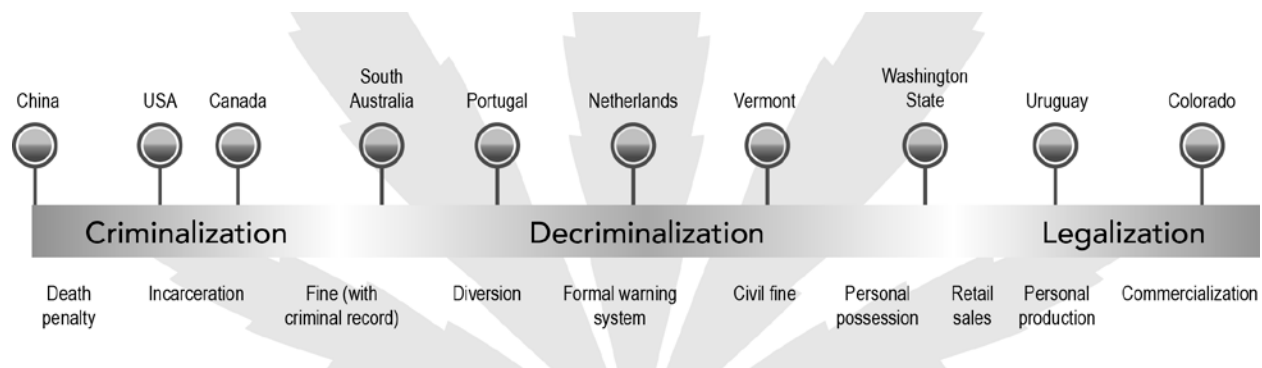 China
USA
Canada
South
Australia
Portugal
Netherlands
Vermont
Washington
State
Uruguay
Colorado
Criminalization
Decriminalization
Legalization
Death
penalty
Incarceration
Fine (with
criminal record)
Diversion
Formal warning
system
Civil fine
Personal
possession
Retail
sales
Personal
production
Commercialization